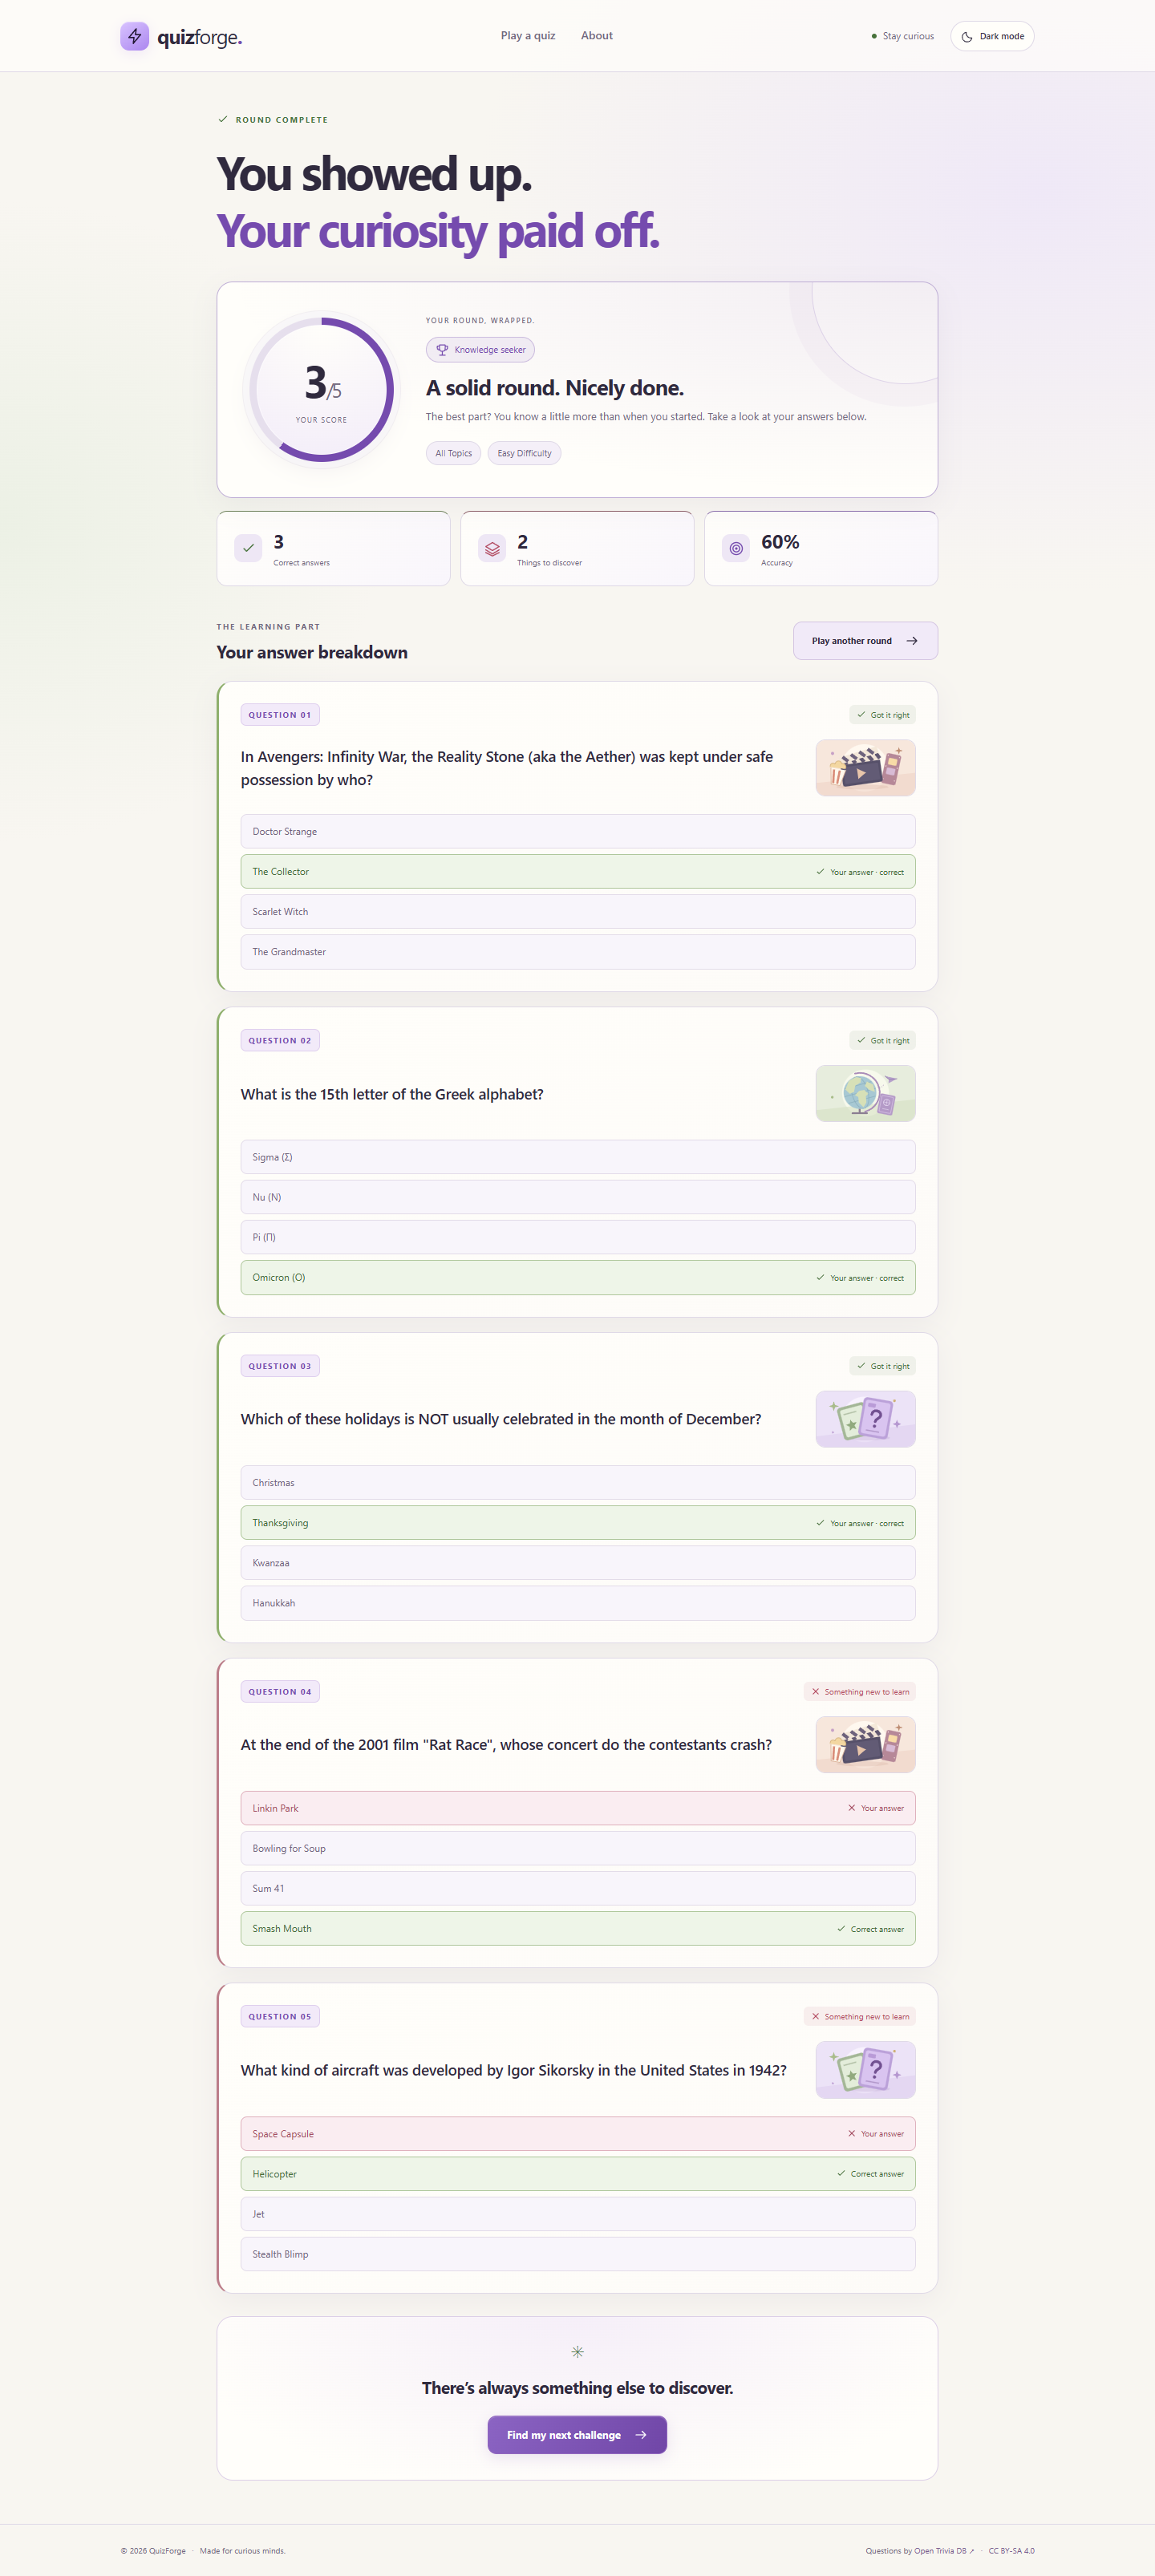 quizforge.
Play a quiz
About
Stay curious
Dark mode
ROUND COMPLETE
You showed up.
Your curiosity paid off.
3/5
YOUR SCORE
YOUR ROUND, WRAPPED.
Knowledge seeker
A solid round. Nicely done.
The best part? You know a little more than when you started. Take a look at your answers below.
All Topics
Easy Difficulty
3
Correct answers
2
Things to discover
60%
Accuracy
THE LEARNING PART
Your answer breakdown
Play another round
QUESTION 01
Got it right
In Avengers: Infinity War, the Reality Stone (aka the Aether) was kept under safe
possession by who?
Doctor Strange
The Collector
Your answer · correct
Scarlet Witch
The Grandmaster
QUESTION 02
Got it right
What is the 15th letter of the Greek alphabet?
Sigma (Σ)
Nu (Ν)
Pi (Π)
Omicron (Ο)
Your answer · correct
QUESTION 03
Got it right
Which of these holidays is NOT usually celebrated in the month of December?
?
Christmas
Thanksgiving
Your answer · correct
Kwanzaa
Hanukkah
QUESTION 04
Something new to learn
At the end of the 2001 film "Rat Race", whose concert do the contestants crash?
Linkin Park
Your answer
Bowling for Soup
Sum 41
Smash Mouth
Correct answer
QUESTION 05
Something new to learn
What kind of aircraft was developed by Igor Sikorsky in the United States in 1942?
?
Space Capsule
Your answer
Helicopter
Correct answer
Jet
Stealth Blimp
There's always something else to discover.
Find my next challenge
© 2026 QuizForge · Made for curious minds.
Questions by Open Trivia DB ↗ · CC BY-SA 4.0